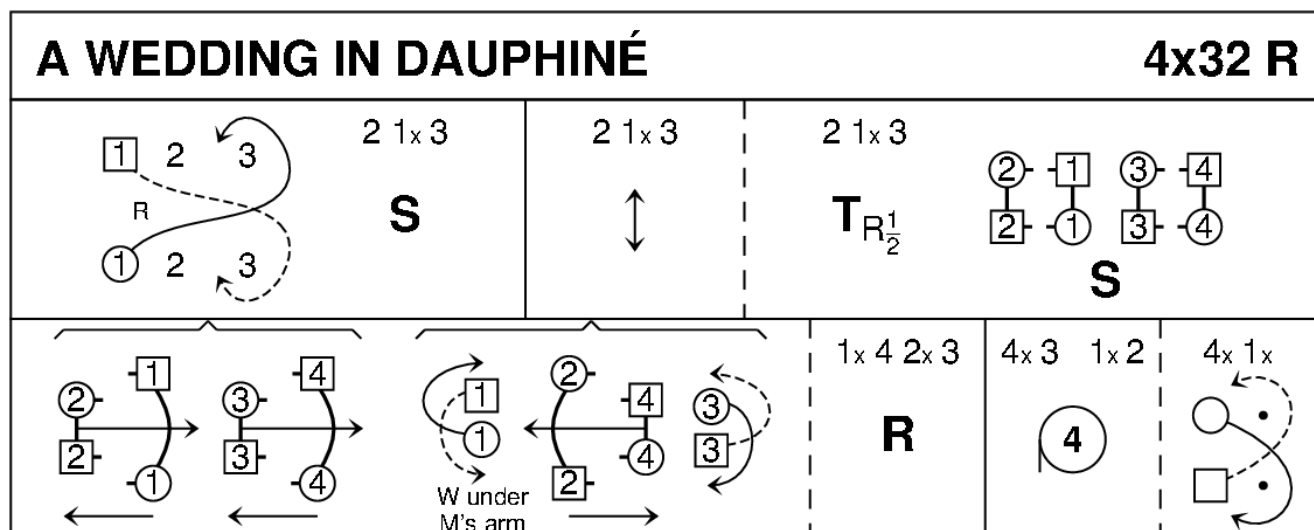 A WEDDING IN DAUPHINÉ 4x32 R
2 1x 3 2 1x 3 2 1x 3
1 2 3 2 1 3 4
R S T R 1/2
1 2 3 2 1 3 4
S
1x 4 2x 3 4x 3 1x 2 4x 1x
1 4 1 2 4 3
2 3 R 4
2 3 1 4 3
1 4 2
W under
M's arm